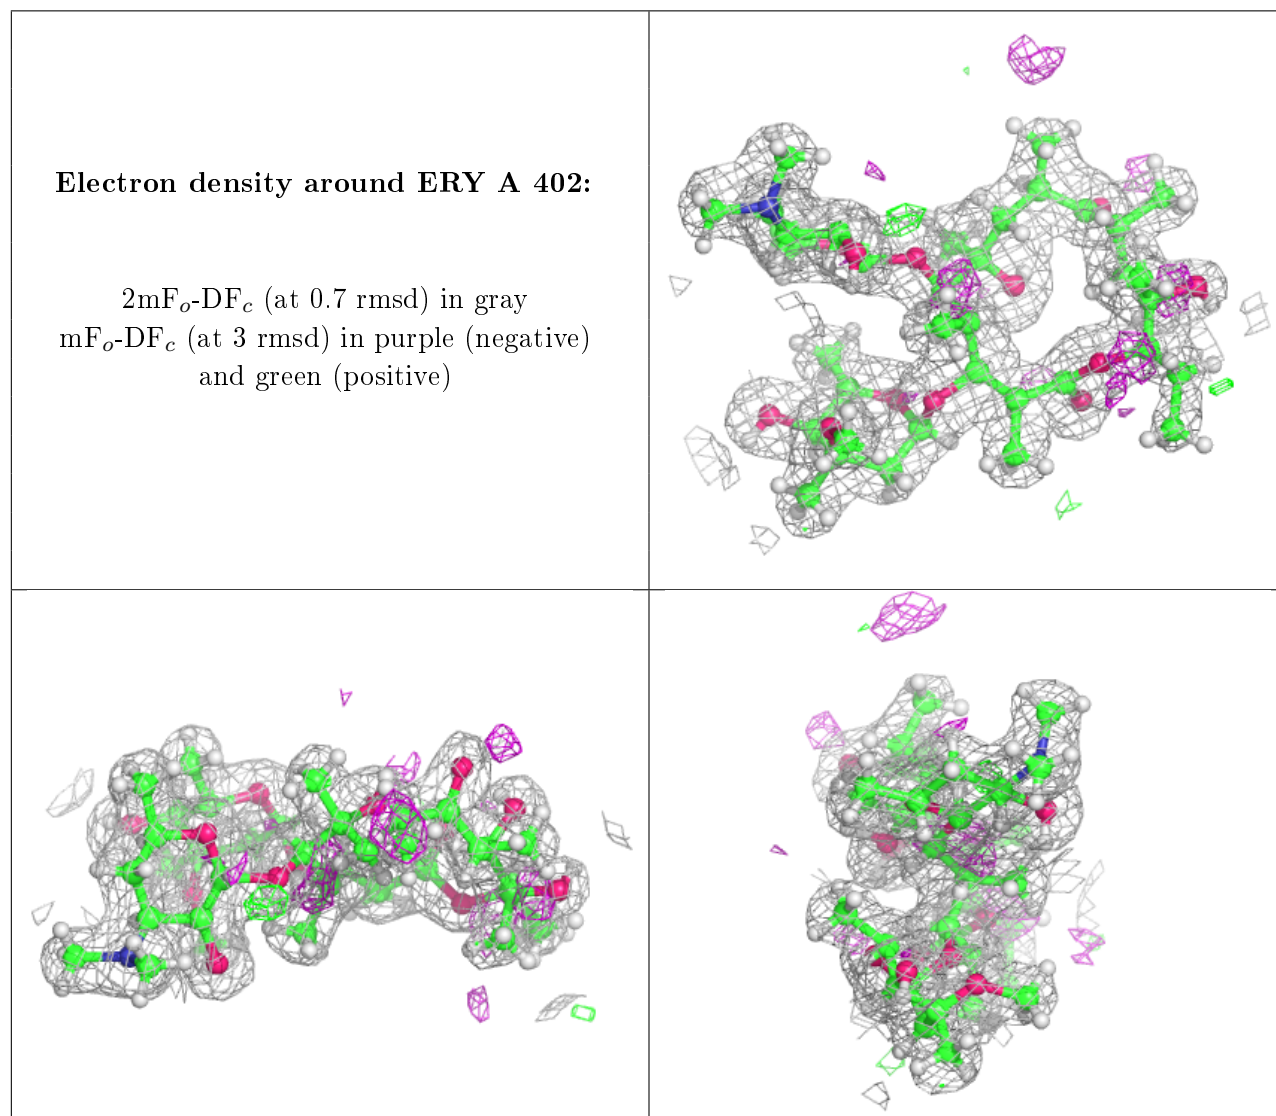 Electron density around ERY A 402:
2mFₒ-DF𝒸 (at 0.7 rmsd) in gray
mFₒ-DF𝒸 (at 3 rmsd) in purple (negative)
and green (positive)